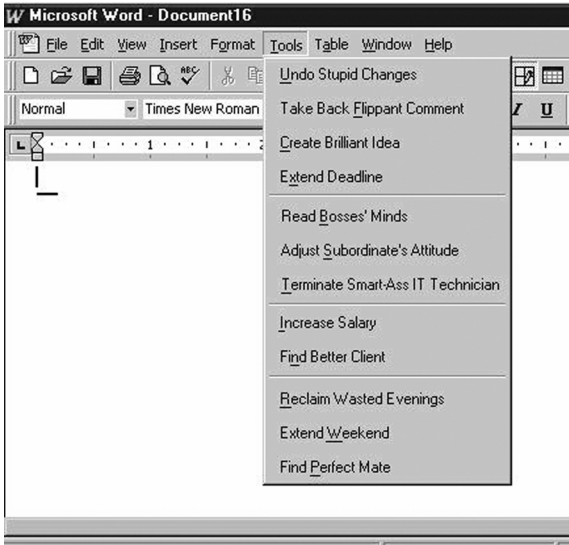 Microsoft Word - Document16
File Edit View Insert Format Tools Table Window Help
ABC
Normal Times New Roman I U
1
Undo Stupid Changes
Take Back Flippant Comment
Create Brilliant Idea
Extend Deadline
Read Bosses' Minds
Adjust Subordinate's Attitude
Terminate Smart-Ass IT Technician
Increase Salary
Find Better Client
Reclaim Wasted Evenings
Extend Weekend
Find Perfect Mate